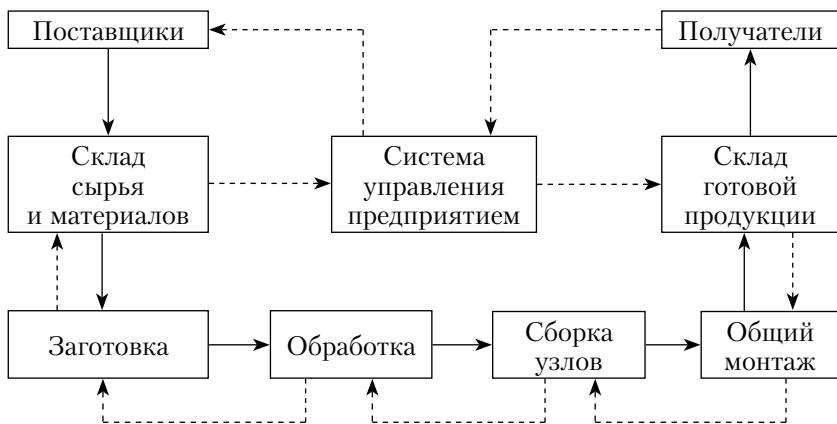 Поставщики
Получатели
Склад
сырья
и материалов
Система
управления
предприятием
Склад
готовой
продукции
Заготовка
Обработка
Сборка
узлов
Общий
монтаж